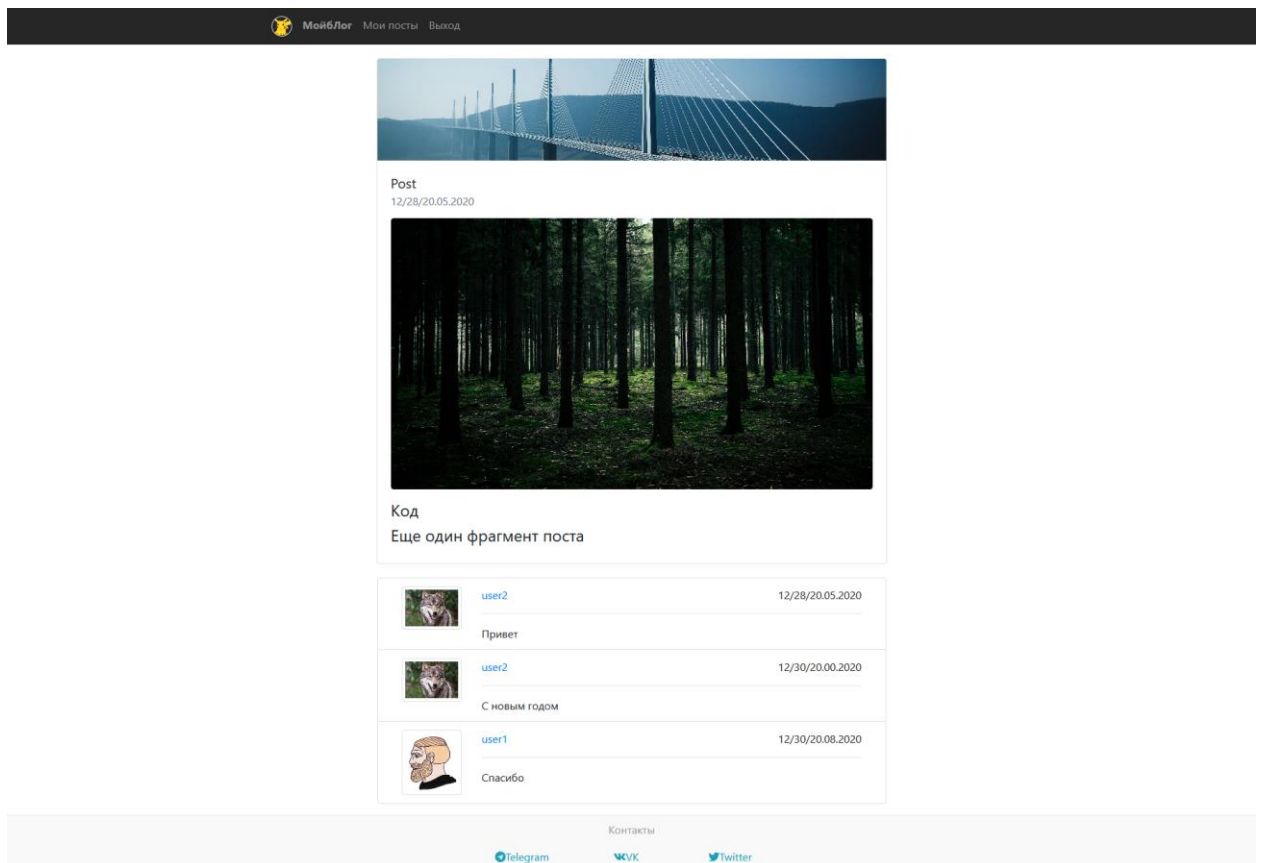 МойбЛог Мои посты Выход
Post
12/28/20.05.2020
Код
Еще один фрагмент поста
user2 12/28/20.05.2020
Привет
user2 12/30/20.00.2020
С новым годом
user1 12/30/20.08.2020
Спасибо
Контакты
Telegram VK Twitter